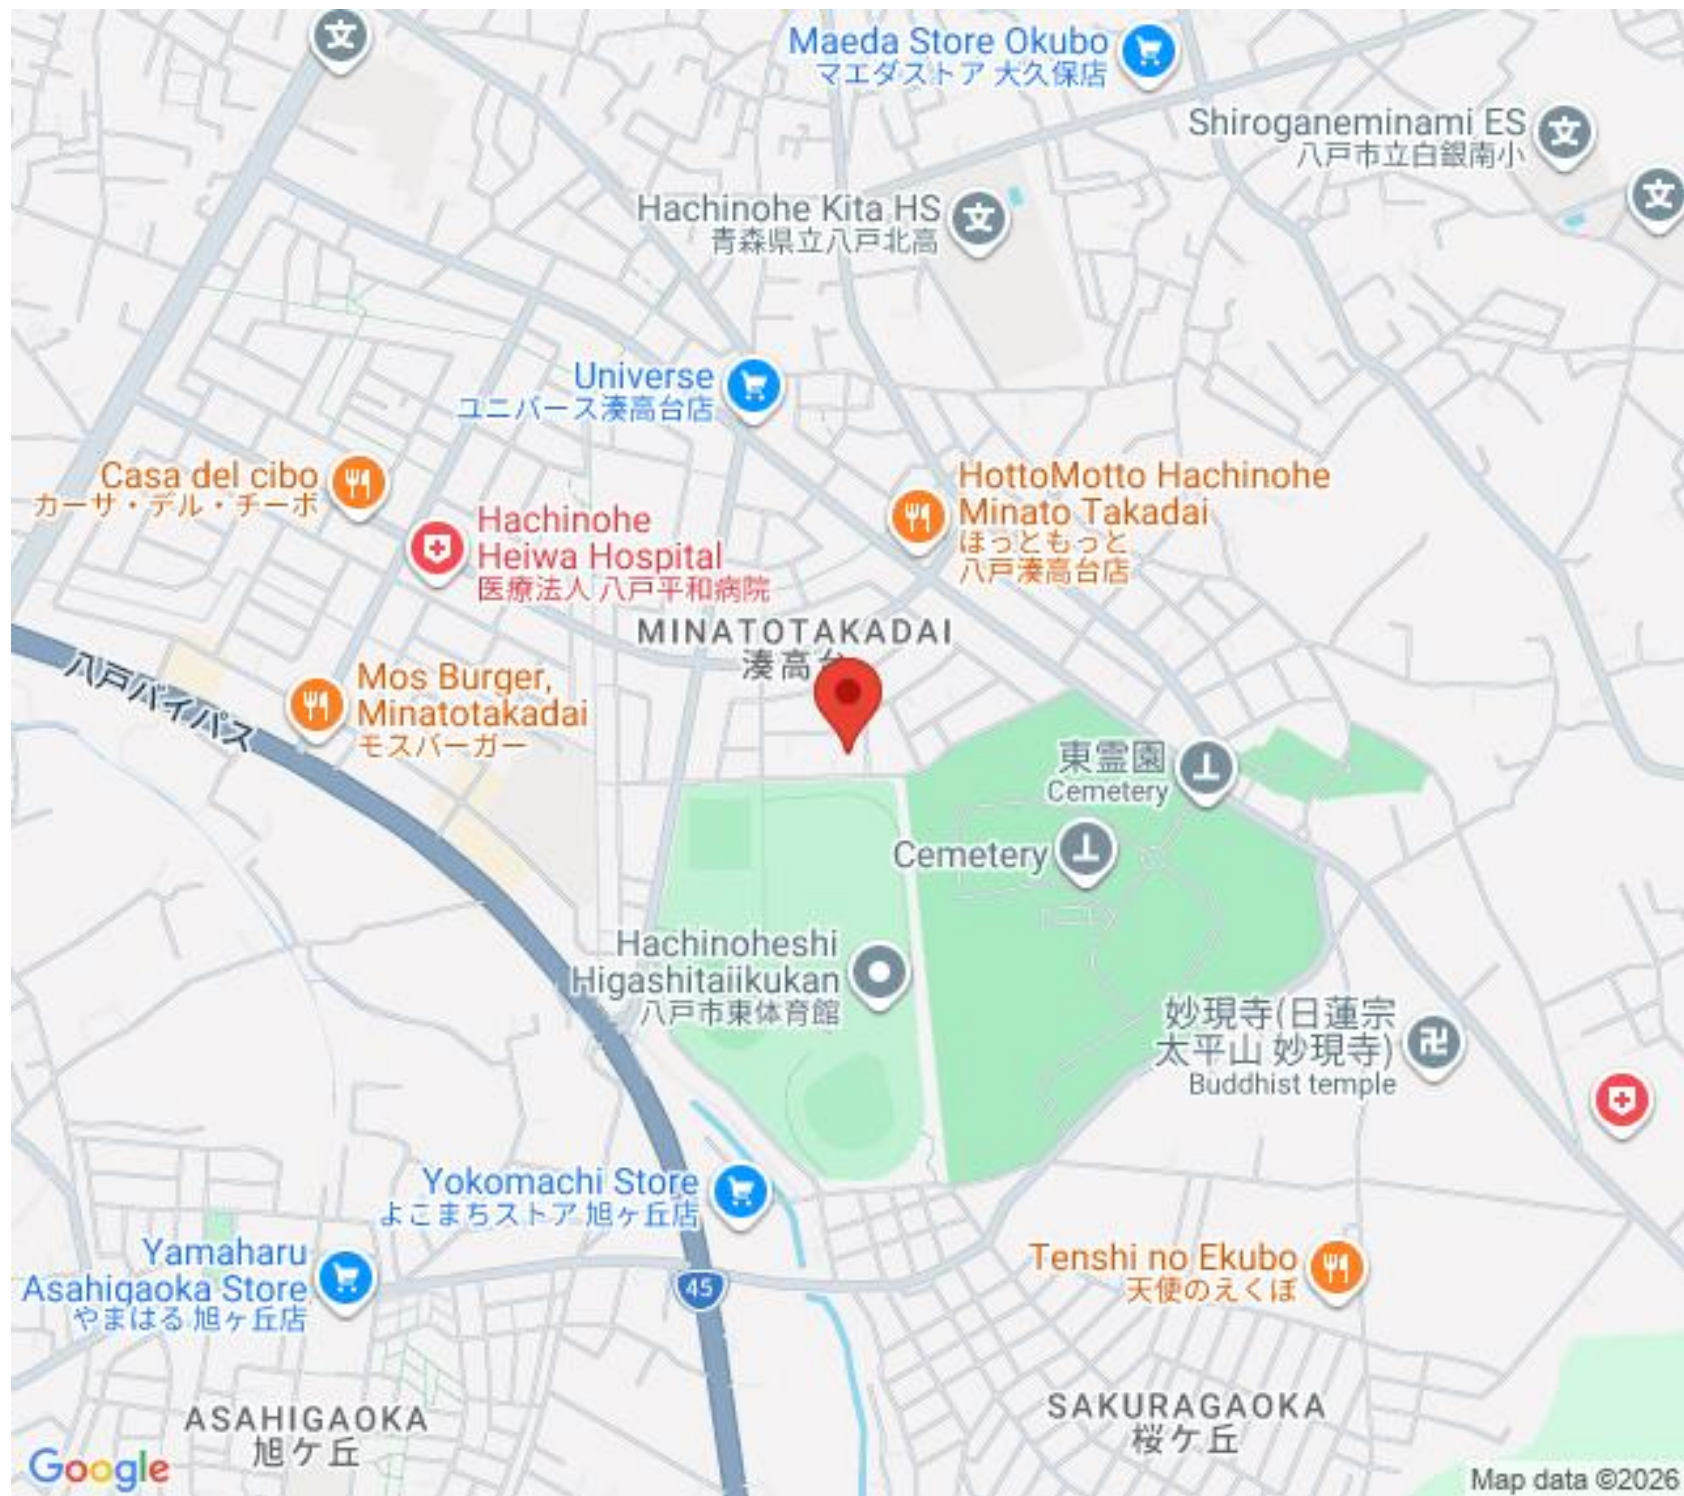 文
Maeda Store Okubo
マエダストア 大久保店
Shiroganeminami ES
八戸市立白銀南小
文
文
Hachinohe Kita HS
青森県立八戸北高
文
Universe
ユニバース湊高台店
Casa del cibo
カーサ・デル・チーボ
HottoMotto Hachinohe
Minato Takadai
ほっともっと
八戸湊高台店
Hachinohe
Heiwa Hospital
医療法人 八戸平和病院
MINATOTAKADAI
湊高台
八戸バイパス
Mos Burger,
Minatotakadai
モスバーガー
東霊園
Cemetery
Cemetery
Hachinoheshi
Higashitaiikukan
八戸市東体育館
妙現寺(日蓮宗
太平山 妙現寺)
Buddhist temple
Yokomachi Store
よこまちストア 旭ヶ丘店
Yamaharu
Asahigaoka Store
やまはる 旭ヶ丘店
45
Tenshi no Ekubo
天使のえくぼ
ASAHIGAOKA
旭ケ丘
SAKURAGAOKA
桜ケ丘
Google
Map data ©2026